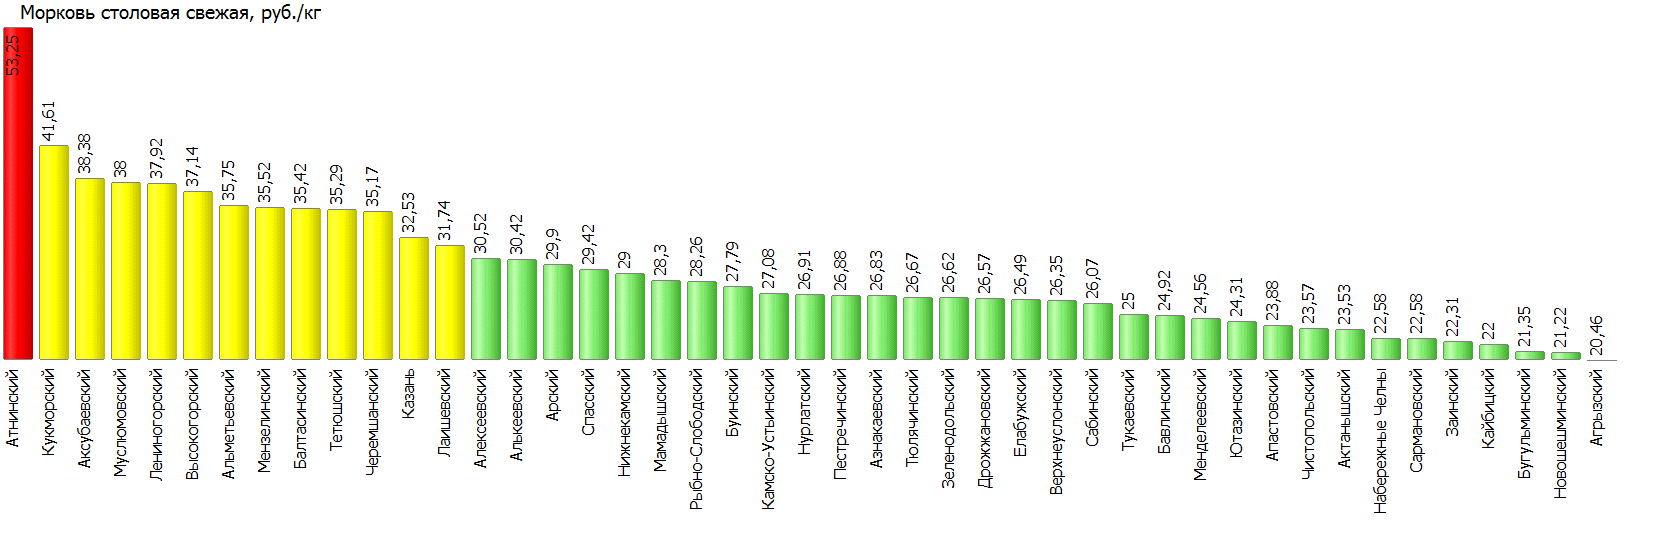 Морковь столовая свежая, руб./кг
53,25
41,61
38,38
38
37,92
37,14
35,75
35,52
35,42
35,29
35,17
32,53
31,74
30,52
30,42
29,9
29,42
29
28,3
28,26
27,79
27,08
26,91
26,88
26,83
26,67
26,62
26,57
26,49
26,35
26,07
25
24,92
24,56
24,31
23,88
23,57
23,53
22,58
22,58
22,31
22
21,35
21,22
20,46
Атнинский
Кукморский
Аксубаевский
Муслюмовский
Лениногорский
Высокогорский
Альметьевский
Мензелинский
Балтасинский
Тетюшский
Черемшанский
Казань
Лаишевский
Алексеевский
Алькеевский
Арский
Спасский
Нижнекамский
Мамадышский
Рыбно-Слободский
Буинский
Камско-Устьинский
Нурлатский
Пестречинский
Азнакаевский
Тюлячинский
Зеленодольский
Дрожжановский
Елабужский
Верхнеуслонский
Сабинский
Тукаевский
Бавлинский
Менделеевский
Ютазинский
Апастовский
Чистопольский
Актанышский
Набережные Челны
Сармановский
Заинский
Кайбицкий
Бугульминский
Новошешминский
Агрызский